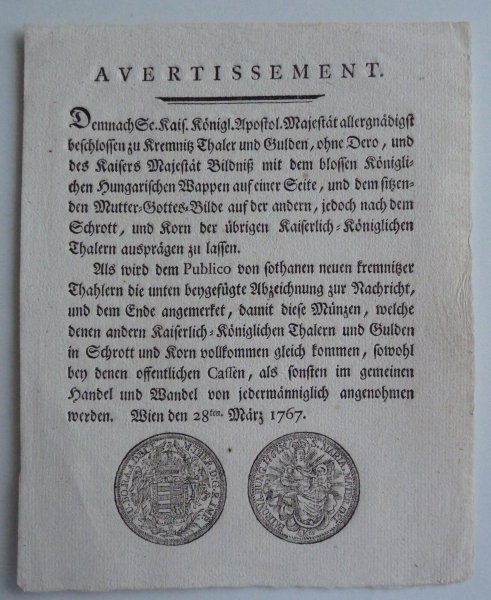 AVERTISSEMENT.
Demnach Se. Kais. Königl. Apostol. Majestät allergnädigst
beschlossen zu Kremnitz Thaler und Gulden, ohne Dero, und
des Kaisers Majestät Bildniß mit dem blossen Königli-
chen Hungarischen Wappen auf einer Seite, und dem sitzen-
den Mutter-Gottes-Bilde auf der andern, jedoch nach dem
Schrott, und Korn der übrigen Kaiserlich-Königlichen
Thalern ausprägen zu lassen.
Als wird dem Publico von sothanen neuen kremnitzer
Thahlern die unten beygefügte Abzeichnung zur Nachricht,
und dem Ende angemerket, damit diese Münzen, welche
denen andern Kaiserlich-Königlichen Thalern und Gulden
in Schrott und Korn vollkommen gleich kommen, sowohl
bey denen offentlichen Cassen, als sonsten im gemeinen
Handel und Wandel von jedermänniglich angenohmen
werden. Wien den 28ten. März 1767.
S. MARIA